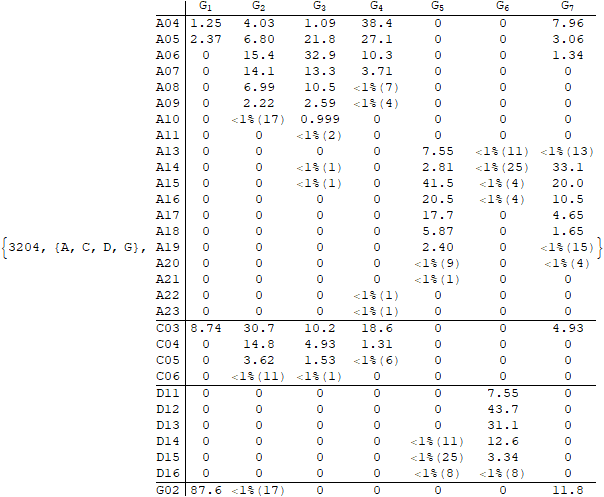 G1 G2 G3 G4 G5 G6 G7
A04 1.25 4.03 1.09 38.4 0 0 7.96
A05 2.37 6.80 21.8 27.1 0 0 3.06
A06 0 15.4 32.9 10.3 0 0 1.34
A07 0 14.1 13.3 3.71 0 0 0
A08 0 6.99 10.5 <1%(7) 0 0 0
A09 0 2.22 2.59 <1%(4) 0 0 0
A10 0 <1%(17) 0.999 0 0 0 0
A11 0 0 <1%(2) 0 0 0 0
A13 0 0 0 0 7.55 <1%(11) <1%(13)
A14 0 0 <1%(1) 0 2.81 <1%(25) 33.1
A15 0 0 <1%(1) 0 41.5 <1%(4) 20.0
A16 0 0 0 0 20.5 <1%(4) 10.5
A17 0 0 0 0 17.7 0 4.65
A18 0 0 0 0 5.87 0 1.65
{3204, {A, C, D, G}, A19 0 0 0 0 2.40 0 <1%(15)}
A20 0 0 0 0 <1%(9) 0 <1%(4)
A21 0 0 0 0 <1%(1) 0 0
A22 0 0 0 <1%(1) 0 0 0
A23 0 0 0 <1%(1) 0 0 0
C03 8.74 30.7 10.2 18.6 0 0 4.93
C04 0 14.8 4.93 1.31 0 0 0
C05 0 3.62 1.53 <1%(6) 0 0 0
C06 0 <1%(11) <1%(1) 0 0 0 0
D11 0 0 0 0 0 7.55 0
D12 0 0 0 0 0 43.7 0
D13 0 0 0 0 0 31.1 0
D14 0 0 0 0 <1%(11) 12.6 0
D15 0 0 0 0 <1%(25) 3.34 0
D16 0 0 0 0 <1%(8) <1%(8) 0
G02 87.6 <1%(17) 0 0 0 0 11.8